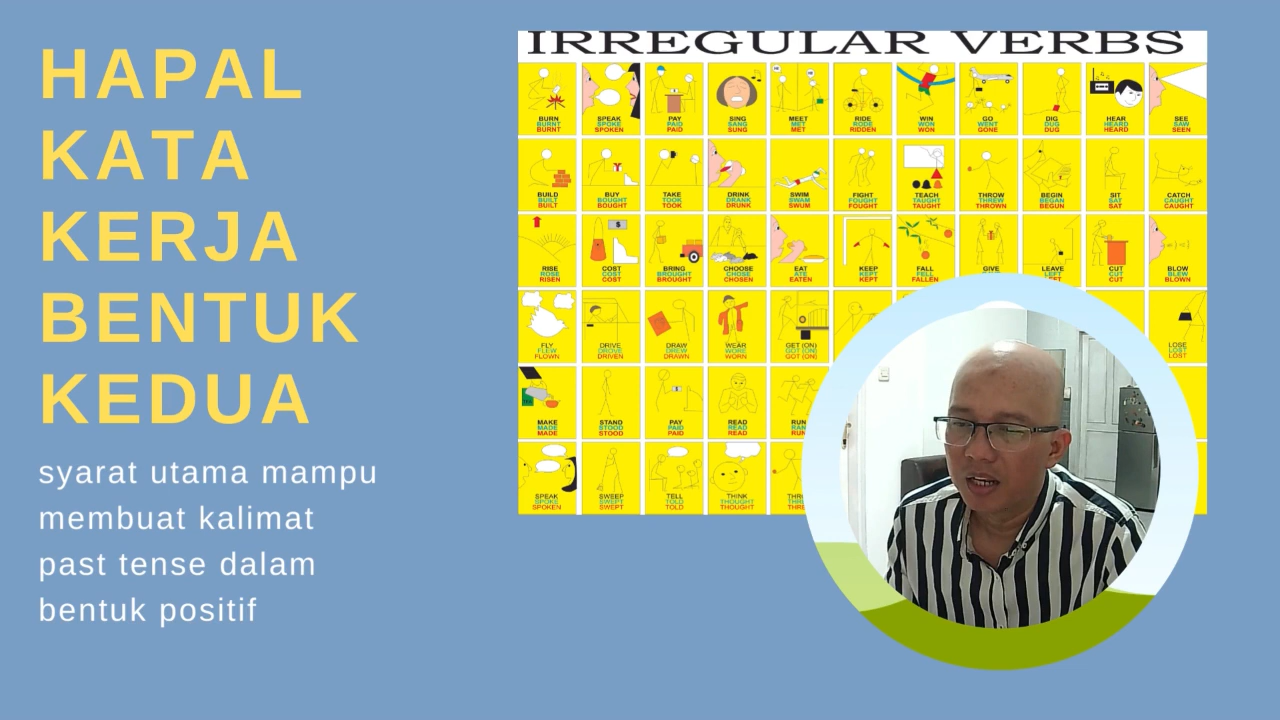 HAPAL
KATA
KERJA
BENTUK
KEDUA
syarat utama mampu
membuat kalimat
past tense dalam
bentuk positif
IRREGULAR VERBS
BURN
BURNT
BURNT
SPEAK
SPOKE
SPOKEN
PAY
PAID
PAID
SING
SANG
SUNG
MEET
MET
MET
RIDE
RODE
RIDDEN
WIN
WON
WON
GO
WENT
GONE
DIG
DUG
DUG
HEAR
HEARD
HEARD
SEE
SAW
SEEN
BUILD
BUILT
BUILT
BUY
BOUGHT
BOUGHT
TAKE
TOOK
TOOK
DRINK
DRANK
DRUNK
SWIM
SWAM
SWUM
FIGHT
FOUGHT
FOUGHT
TEACH
TAUGHT
TAUGHT
THROW
THREW
THROWN
BEGIN
BEGAN
BEGUN
SIT
SAT
SAT
CATCH
CAUGHT
CAUGHT
RISE
ROSE
RISEN
$
COST
COST
COST
BRING
BROUGHT
BROUGHT
CHOOSE
CHOSE
CHOSEN
EAT
ATE
EATEN
KEEP
KEPT
KEPT
FALL
FELL
FALLEN
GIVE
LEAVE
LEFT
CUT
CUT
CUT
BLOW
BLEW
BLOWN
FLY
FLEW
FLOWN
DRIVE
DROVE
DRIVEN
DRAW
DREW
DRAWN
WEAR
WORE
WORN
GET (ON)
GOT (ON)
GOT (ON)
LOSE
LOST
LOST
MAKE
MADE
MADE
STAND
STOOD
STOOD
PAY
PAID
PAID
READ
READ
READ
RUN
RAN
RUN
SPEAK
SPOKE
SPOKEN
SWEEP
SWEPT
SWEPT
TELL
TOLD
TOLD
THINK
THOUGHT
THOUGHT